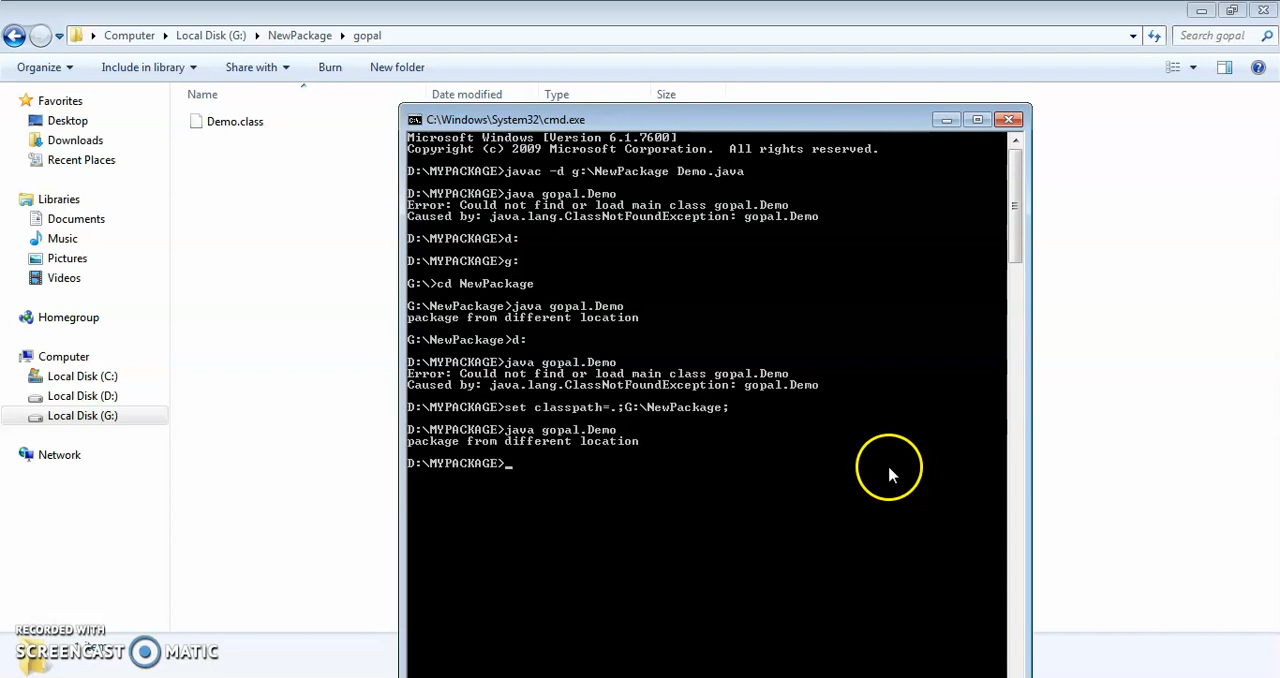 Computer Local Disk (G:) NewPackage gopal Search gopal
Organize Include in library Share with Burn New folder
Favorites
Desktop
Downloads
Recent Places
Libraries
Documents
Music
Pictures
Videos
Homegroup
Computer
Local Disk (C:)
Local Disk (D:)
Local Disk (G:)
Network
Name Date modified Type Size
Demo.class
C:\Windows\System32\cmd.exe
Microsoft Windows [Version 6.1.7600]
Copyright (c) 2009 Microsoft Corporation. All rights reserved.
D:\MYPACKAGE>javac -d g:\NewPackage Demo.java
D:\MYPACKAGE>java gopal.Demo
Error: Could not find or load main class gopal.Demo
Caused by: java.lang.ClassNotFoundException: gopal.Demo
D:\MYPACKAGE>d:
D:\MYPACKAGE>g:
G:\>cd NewPackage
G:\NewPackage>java gopal.Demo
package from different location
G:\NewPackage>d:
D:\MYPACKAGE>java gopal.Demo
Error: Could not find or load main class gopal.Demo
Caused by: java.lang.ClassNotFoundException: gopal.Demo
D:\MYPACKAGE>set classpath=.;G:\NewPackage;
D:\MYPACKAGE>java gopal.Demo
package from different location
D:\MYPACKAGE>_
RECORDED WITH
SCREENCAST MATIC